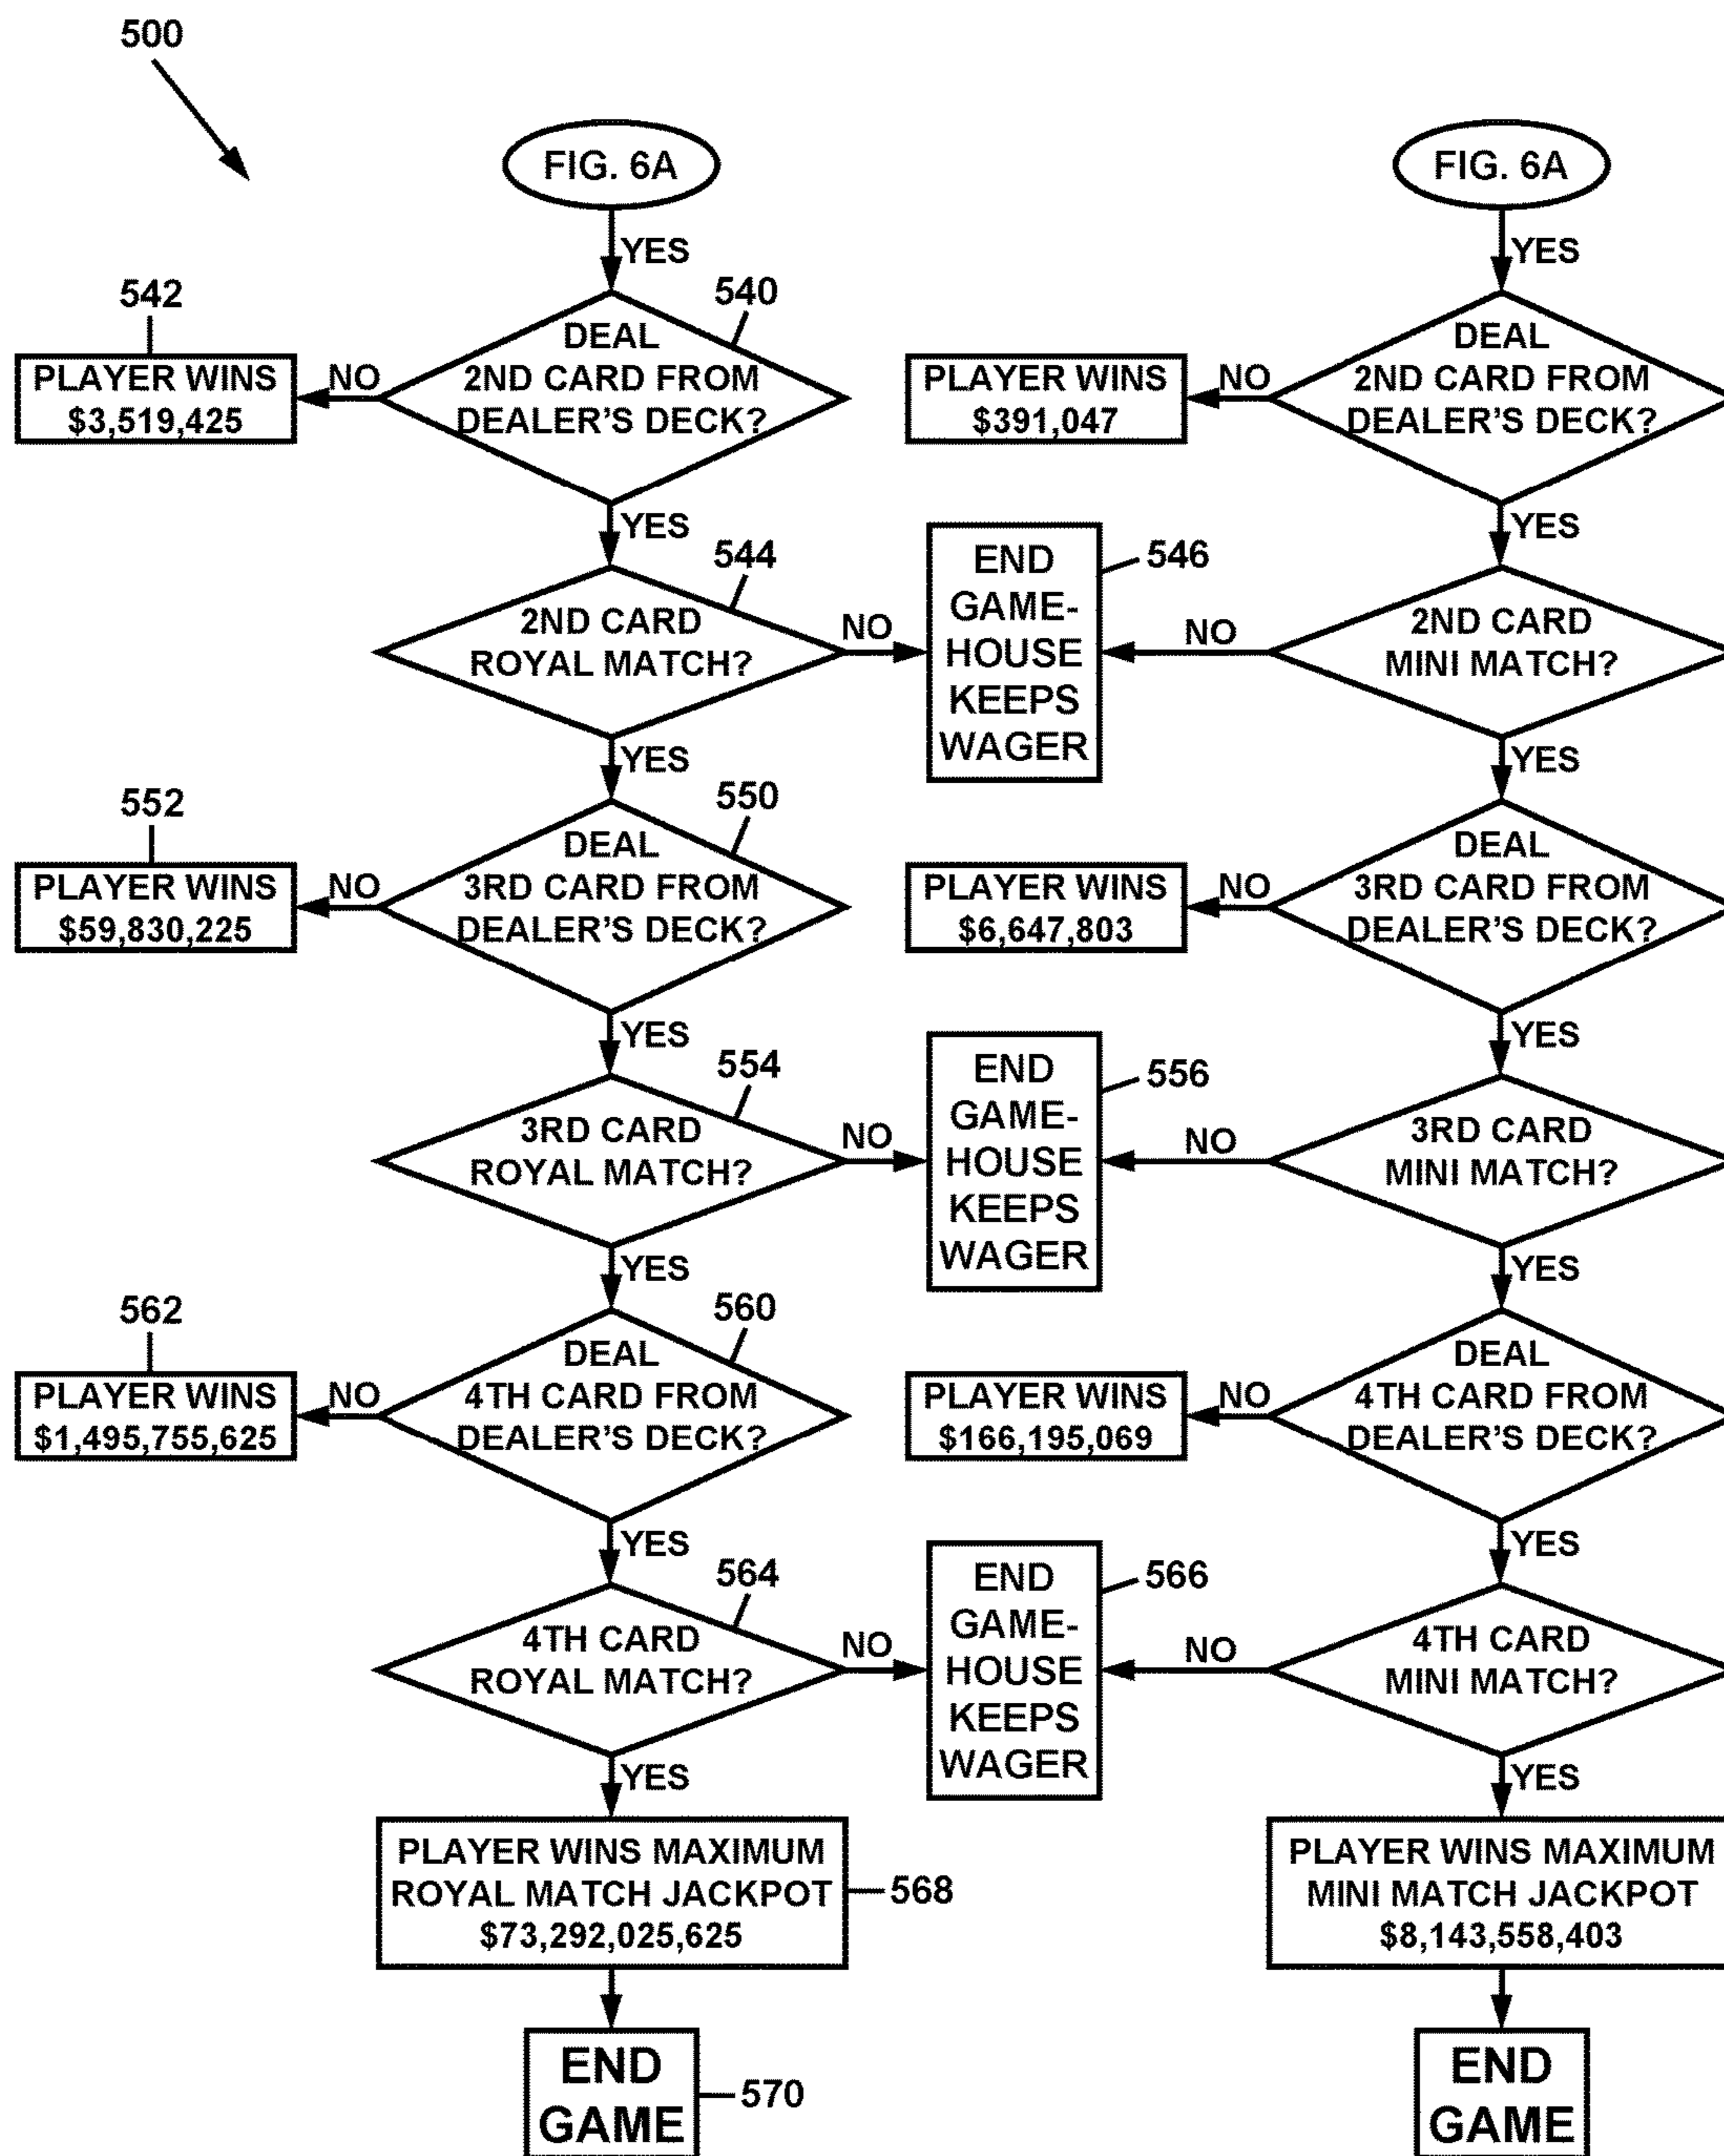 500
FIG. 6A
FIG. 6A
YES
YES
542
540
DEAL
2ND CARD FROM
DEALER'S DECK?
NO
PLAYER WINS
$3,519,425
DEAL
2ND CARD FROM
DEALER'S DECK?
NO
PLAYER WINS
$391,047
YES
YES
544
2ND CARD
ROYAL MATCH?
NO
END
GAME-
HOUSE
KEEPS
WAGER
546
NO
2ND CARD
MINI MATCH?
YES
YES
552
550
DEAL
3RD CARD FROM
DEALER'S DECK?
NO
PLAYER WINS
$59,830,225
DEAL
3RD CARD FROM
DEALER'S DECK?
NO
PLAYER WINS
$6,647,803
YES
YES
554
3RD CARD
ROYAL MATCH?
NO
END
GAME-
HOUSE
KEEPS
WAGER
556
NO
3RD CARD
MINI MATCH?
YES
YES
562
560
DEAL
4TH CARD FROM
DEALER'S DECK?
NO
PLAYER WINS
$1,495,755,625
DEAL
4TH CARD FROM
DEALER'S DECK?
NO
PLAYER WINS
$166,195,069
YES
YES
564
4TH CARD
ROYAL MATCH?
NO
END
GAME-
HOUSE
KEEPS
WAGER
566
NO
4TH CARD
MINI MATCH?
YES
YES
PLAYER WINS MAXIMUM
ROYAL MATCH JACKPOT
$73,292,025,625
568
PLAYER WINS MAXIMUM
MINI MATCH JACKPOT
$8,143,558,403
END
GAME
570
END
GAME